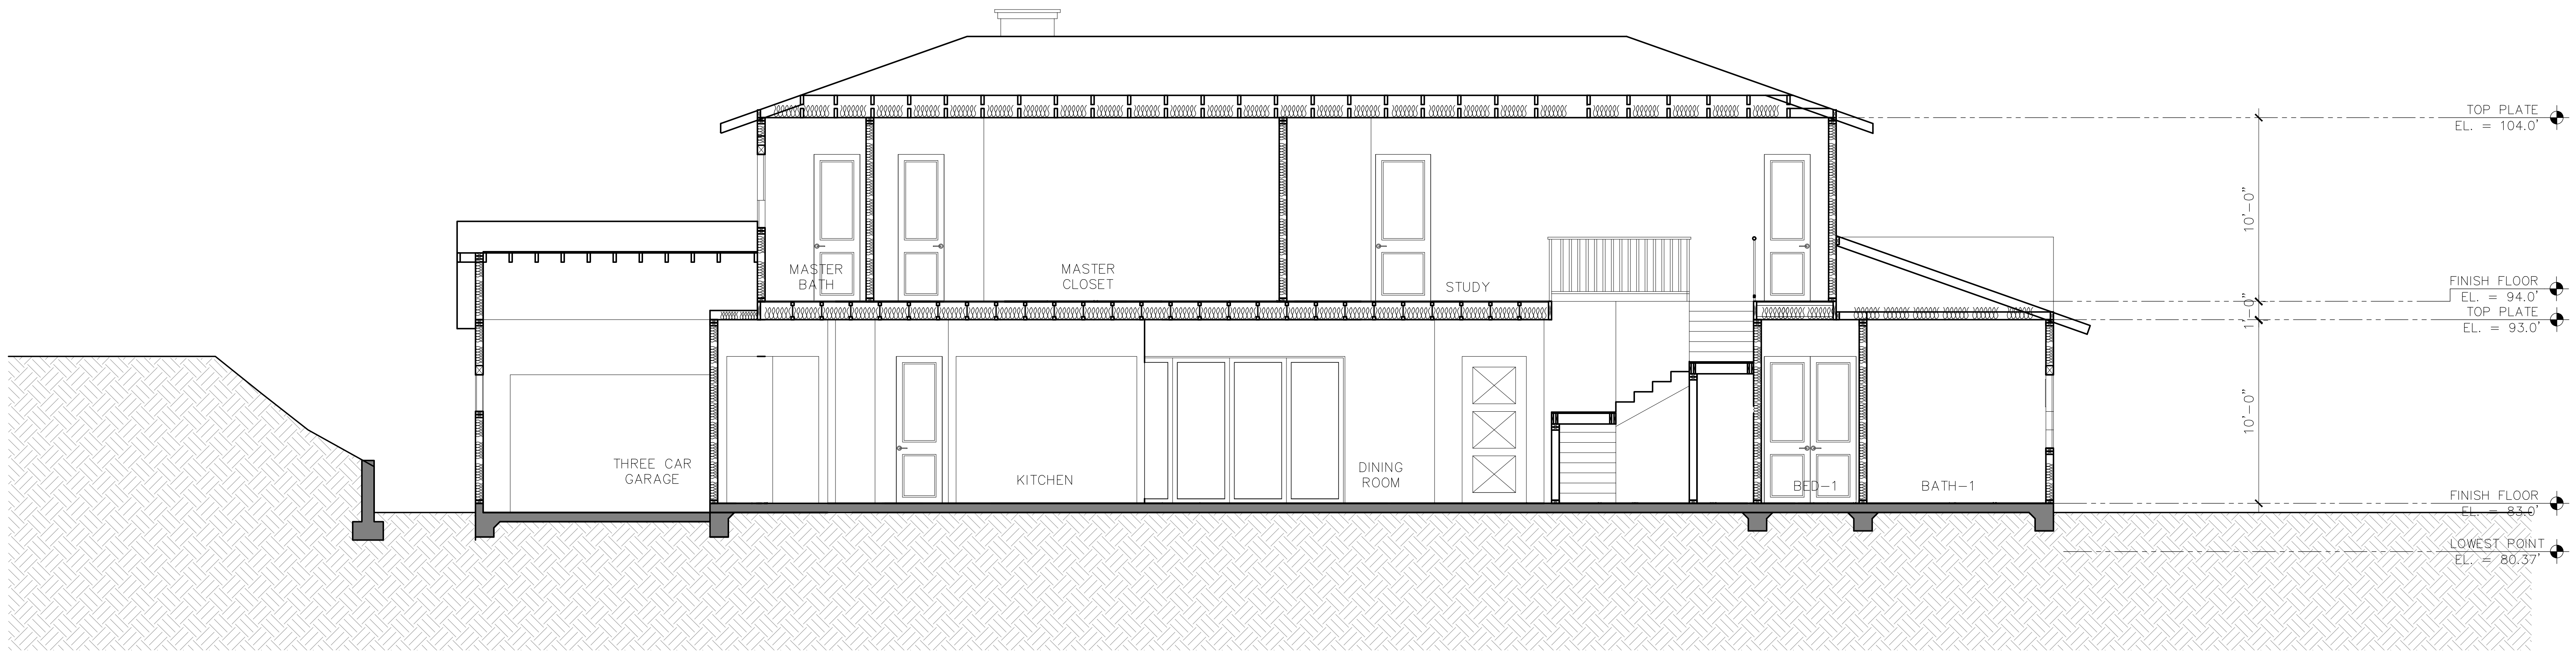 TOP PLATE
EL. = 104.0'
10'-0"
MASTER
BATH
MASTER
CLOSET
STUDY
FINISH FLOOR
EL. = 94.0'
1'-0"
TOP PLATE
EL. = 93.0'
10'-0"
THREE CAR
GARAGE
KITCHEN
DINING
ROOM
BED-1
BATH-1
FINISH FLOOR
EL. = 83.0'
LOWEST POINT
EL. = 80.37'